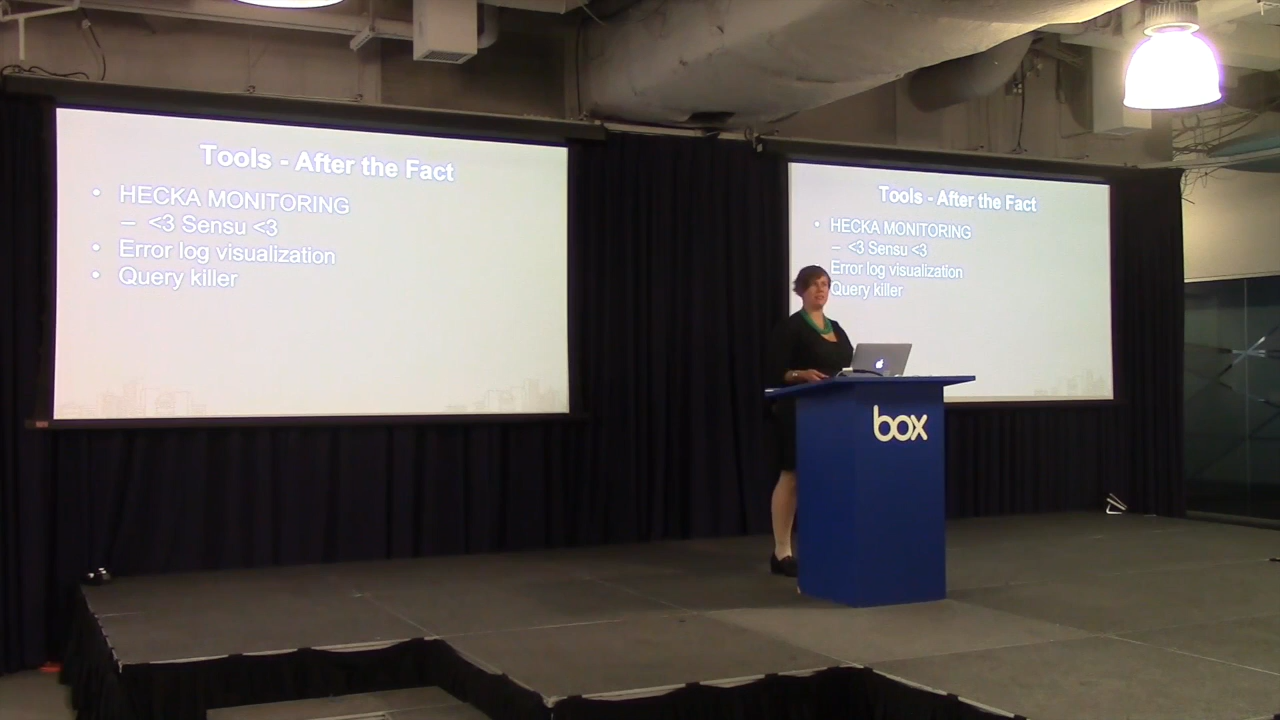 Tools - After the Fact
• HECKA MONITORING
– <3 Sensu <3
• Error log visualization
• Query killer
Tools - After the Fact
• HECKA MONITORING
– <3 Sensu <3
Error log visualization
Query killer
box